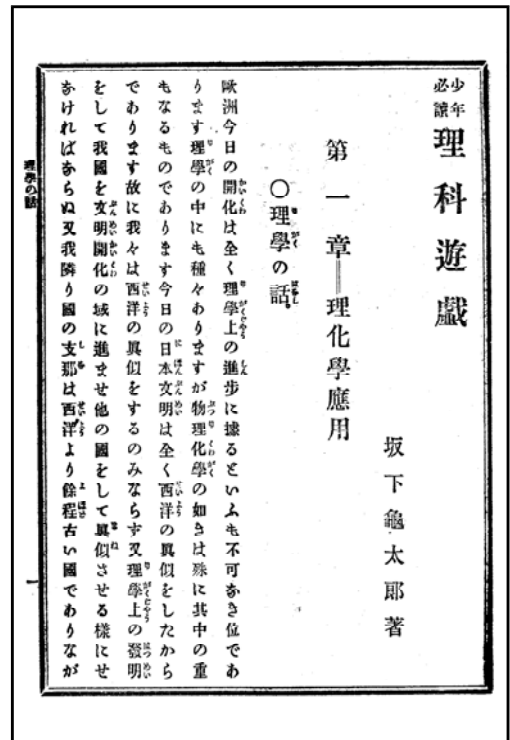 少年必讀 理科遊戲
坂下龜太郎著
第一章＝理化學應用
○理學の話
歐洲今日の開化は全く理學上の進步に據るといふも不可なき位であ
ります理學の中にも種々ありますが物理化學の如きは殊に其中の重
もなるものであります今日の日本文明は全く西洋の眞似をしたから
であります故に我々は西洋の眞似をするのみならず又理學上の發明
をして我國を文明開化の域に進ませ他の國をして眞似させる樣にせ
なければならぬ又我隣り國の支那は西洋より餘程古い國でありなが
理學の話
一